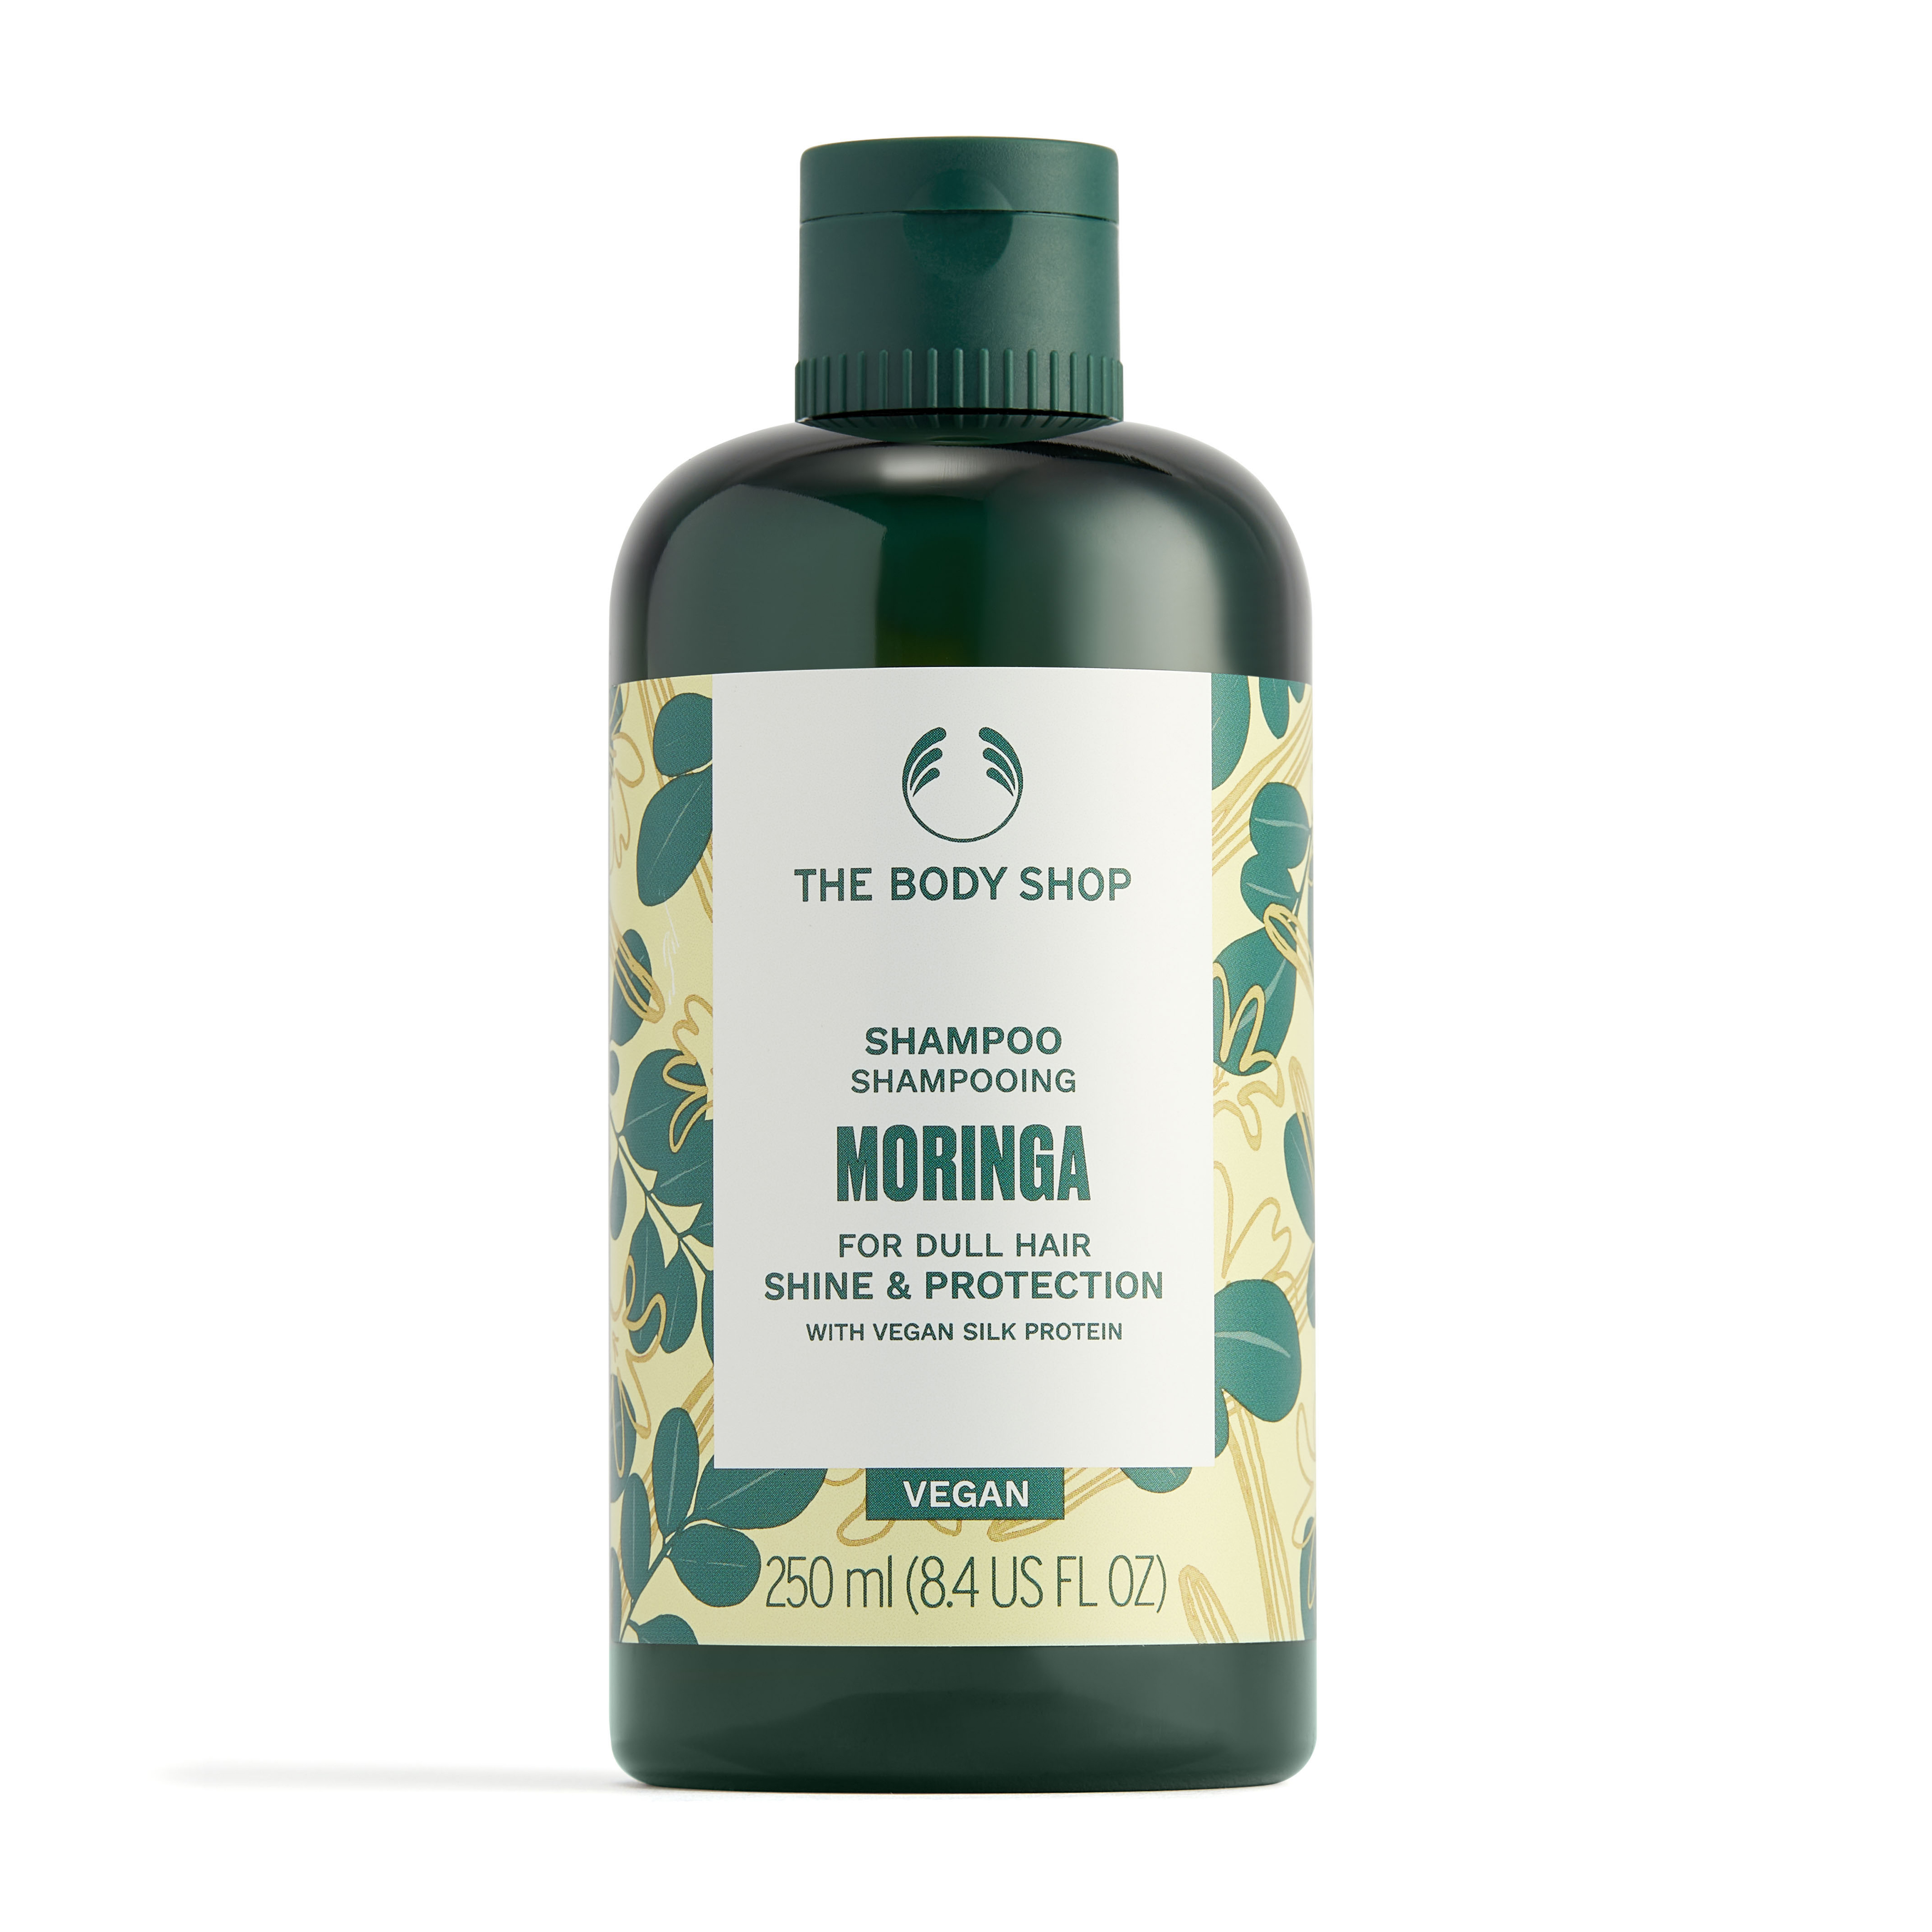 THE BODY SHOP
SHAMPOO
SHAMPOOING
MORINGA
FOR DULL HAIR
SHINE & PROTECTION
WITH VEGAN SILK PROTEIN
VEGAN
250 ml (8.4 US FL OZ)